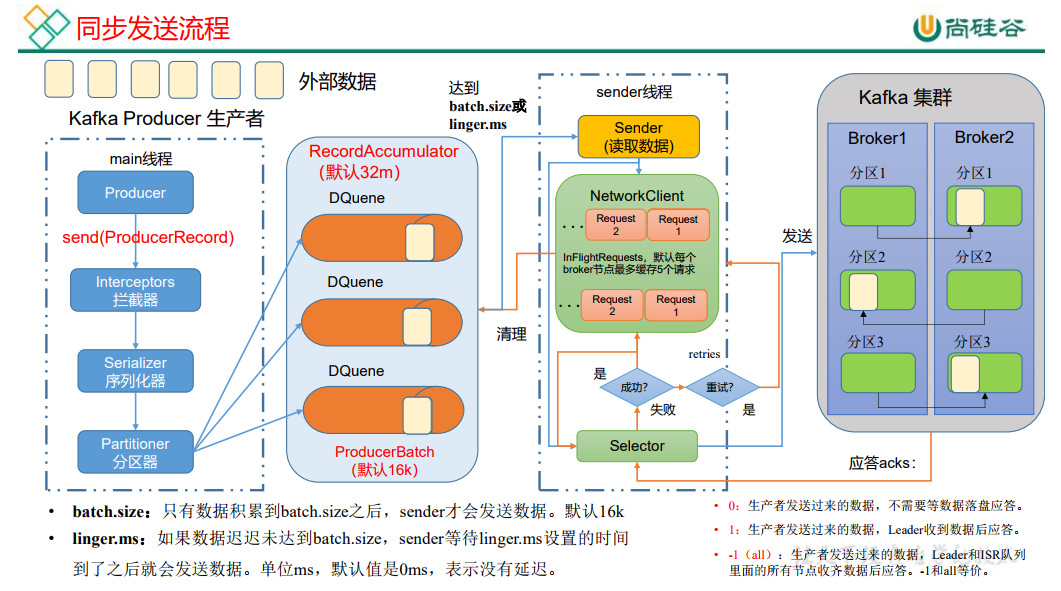 同步发送流程
尚硅谷
外部数据
Kafka Producer 生产者
main线程
Producer
send(ProducerRecord)
Interceptors
拦截器
Serializer
序列化器
Partitioner
分区器
RecordAccumulator
(默认32m)
DQuene
DQuene
DQuene
ProducerBatch
(默认16k)
达到
batch.size或
linger.ms
sender线程
Sender
(读取数据)
NetworkClient
... Request 2 Request 1
InFlightRequests，默认每个
broker节点最多缓存5个请求
... Request 2 Request 1
清理
retries
是
成功?
重试?
失败
是
Selector
发送
Kafka 集群
Broker1
Broker2
分区1
分区1
分区2
分区2
分区3
分区3
应答acks：
• batch.size：只有数据积累到batch.size之后，sender才会发送数据。默认16k
• linger.ms：如果数据迟迟未达到batch.size，sender等待linger.ms设置的时间
到了之后就会发送数据。单位ms，默认值是0ms，表示没有延迟。
• 0：生产者发送过来的数据，不需要等数据落盘应答。
• 1：生产者发送过来的数据，Leader收到数据后应答。
• -1（all）：生产者发送过来的数据，Leader和ISR队列
里面的所有节点收齐数据后应答。-1和all等价。